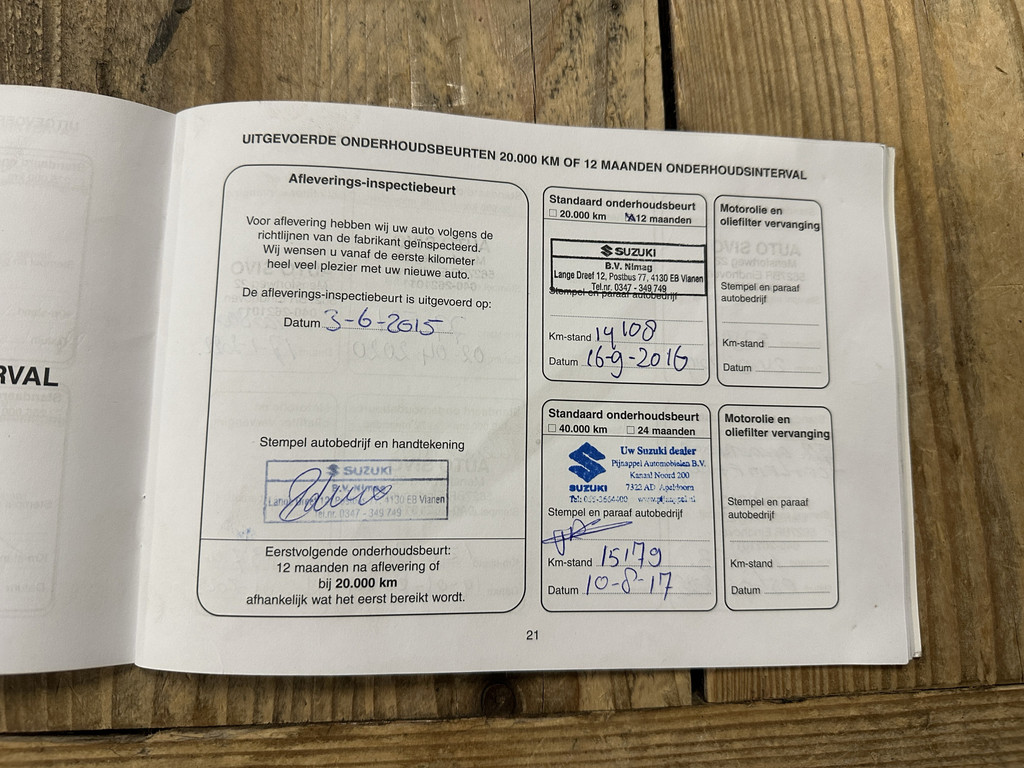 RVAL
UITGEVOERDE ONDERHOUDSBEURTEN 20.000 KM OF 12 MAANDEN ONDERHOUDSINTERVAL
Afleverings-inspectiebeurt
Voor aflevering hebben wij uw auto volgens de
richtlijnen van de fabrikant geïnspecteerd.
Wij wensen u vanaf de eerste kilometer
heel veel plezier met uw nieuwe auto.
De afleverings-inspectiebeurt is uitgevoerd op:
Datum 3-6-2015
Stempel autobedrijf en handtekening
SUZUKI
B.V. Nimag
4130 EB Vianen
Tel.nr. 0347 - 349 749
Eerstvolgende onderhoudsbeurt:
12 maanden na aflevering of
bij 20.000 km
afhankelijk wat het eerst bereikt wordt.
Standaard onderhoudsbeurt
20.000 km 12 maanden
SUZUKI
B.V. Nimag
Lange Dreef 12, Postbus 77, 4130 EB Vianen
Tel.nr. 0347 - 349 749
Stempel en paraaf autobedrijf
Km-stand 14108
Datum 16-9-2016
Motorolie en
oliefilter vervanging
Stempel en paraaf
autobedrijf
Km-stand
Datum
Standaard onderhoudsbeurt
40.000 km 24 maanden
Uw Suzuki dealer
Pijnappel Automobielen B.V.
Kanaal Noord 200
SUZUKI 7322 AD Apeldoorn
Stempel en paraaf autobedrijf
Km-stand 15179
Datum 10-8-17
Motorolie en
oliefilter vervanging
Stempel en paraaf
autobedrijf
Km-stand
Datum
21